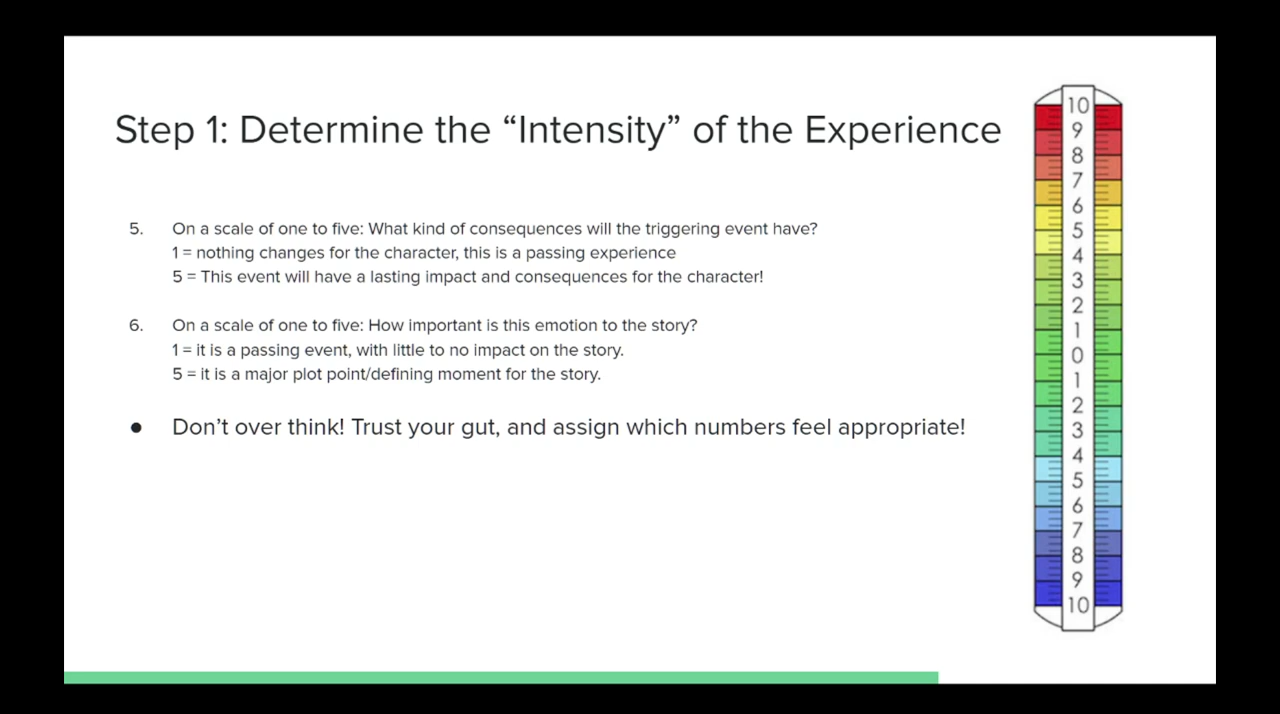 Step 1: Determine the “Intensity” of the Experience
5. On a scale of one to five: What kind of consequences will the triggering event have?
1 = nothing changes for the character, this is a passing experience
5 = This event will have a lasting impact and consequences for the character!
6. On a scale of one to five: How important is this emotion to the story?
1 = it is a passing event, with little to no impact on the story.
5 = it is a major plot point/defining moment for the story.
● Don’t over think! Trust your gut, and assign which numbers feel appropriate!
10
9
8
7
6
5
4
3
2
1
0
1
2
3
4
5
6
7
8
9
10